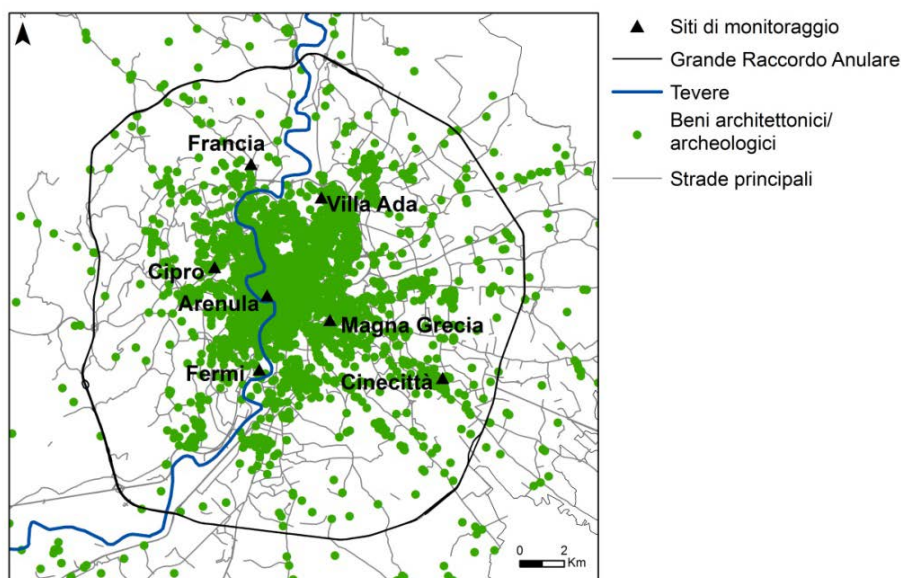 Siti di monitoraggio
Grande Raccordo Anulare
Tevere
Beni architettonici/
archeologici
Strade principali
Francia
Villa Ada
Cipro
Arenula
Magna Grecia
Fermi
Cinecittà
0 2
Km